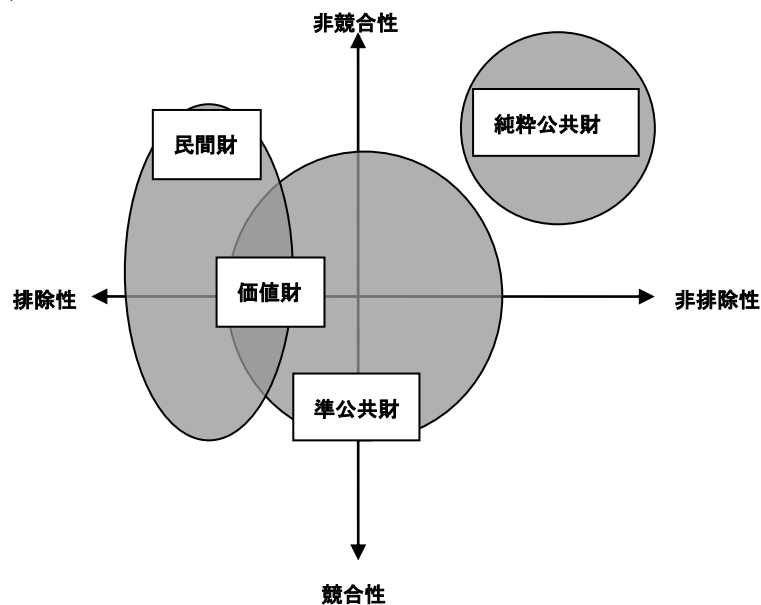 非競合性
純粋公共財
民間財
価値財
排除性
非排除性
準公共財
競合性